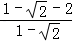 1 − √2 − 2
1 − √2